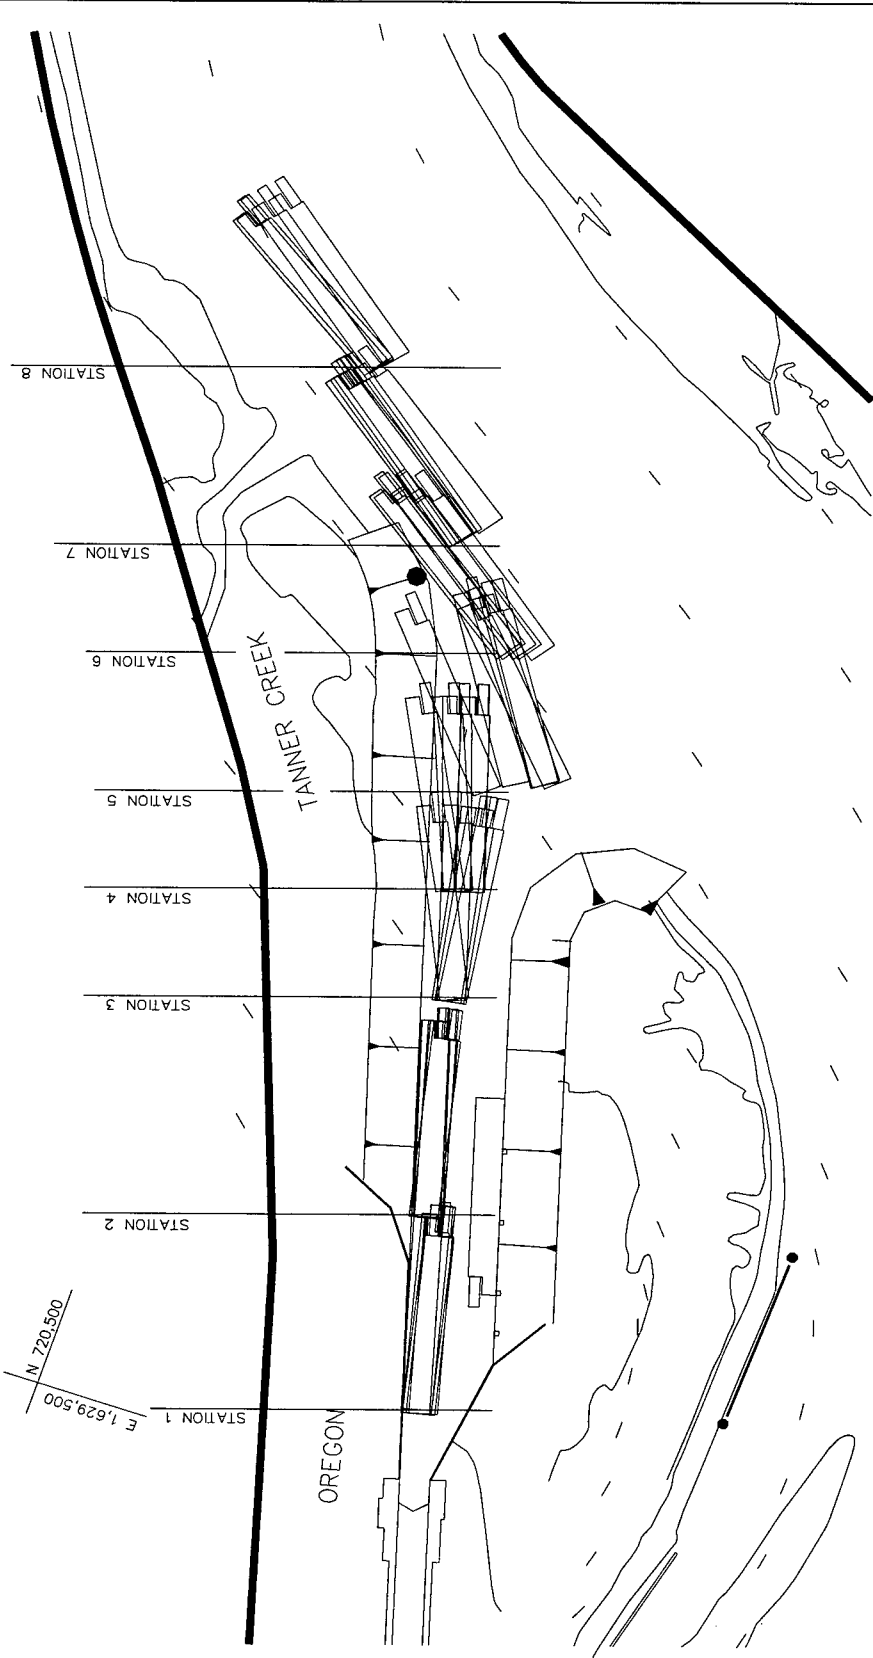 STATION 8
STATION 7
STATION 6
TANNER CREEK
STATION 5
STATION 4
STATION 3
STATION 2
N 720,500
E 1,629,500
STATION 1
OREGON